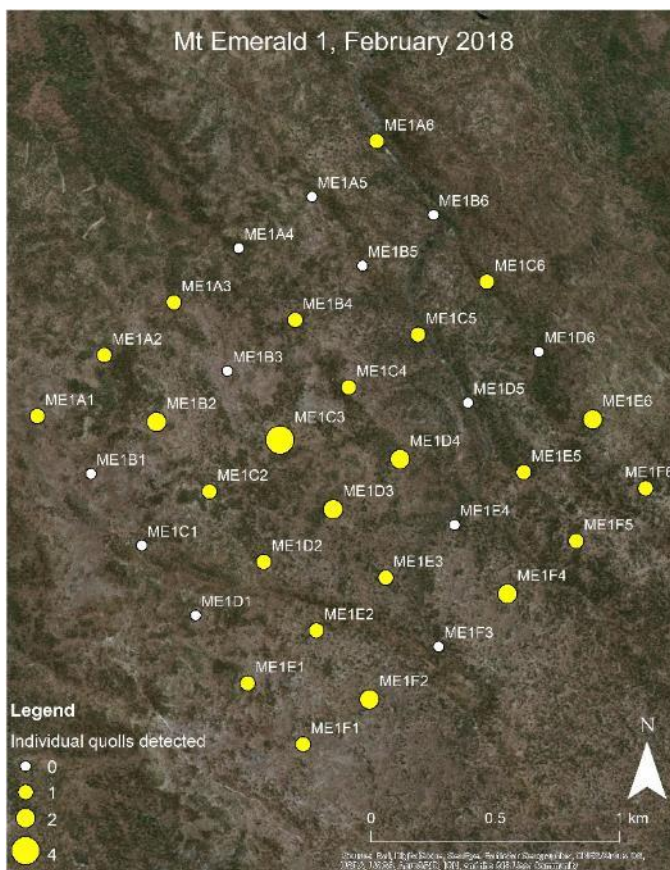 Mt Emerald 1, February 2018
ME1A6
ME1A5
ME1B6
ME1A4
ME1B5
ME1C6
ME1A3
ME1B4
ME1C5
ME1D6
ME1A2
ME1B3
ME1C4
ME1D5
ME1A1
ME1B2
ME1C3
ME1E6
ME1D4
ME1B1
ME1C2
ME1E5
ME1F6
ME1D3
ME1E4
ME1C1
ME1F5
ME1D2
ME1E3
ME1F4
ME1D1
ME1E2
ME1F3
ME1E1
ME1F2
ME1F1
Legend
Individual quolls detected
0
1
2
4
N
0 0.5 1
km